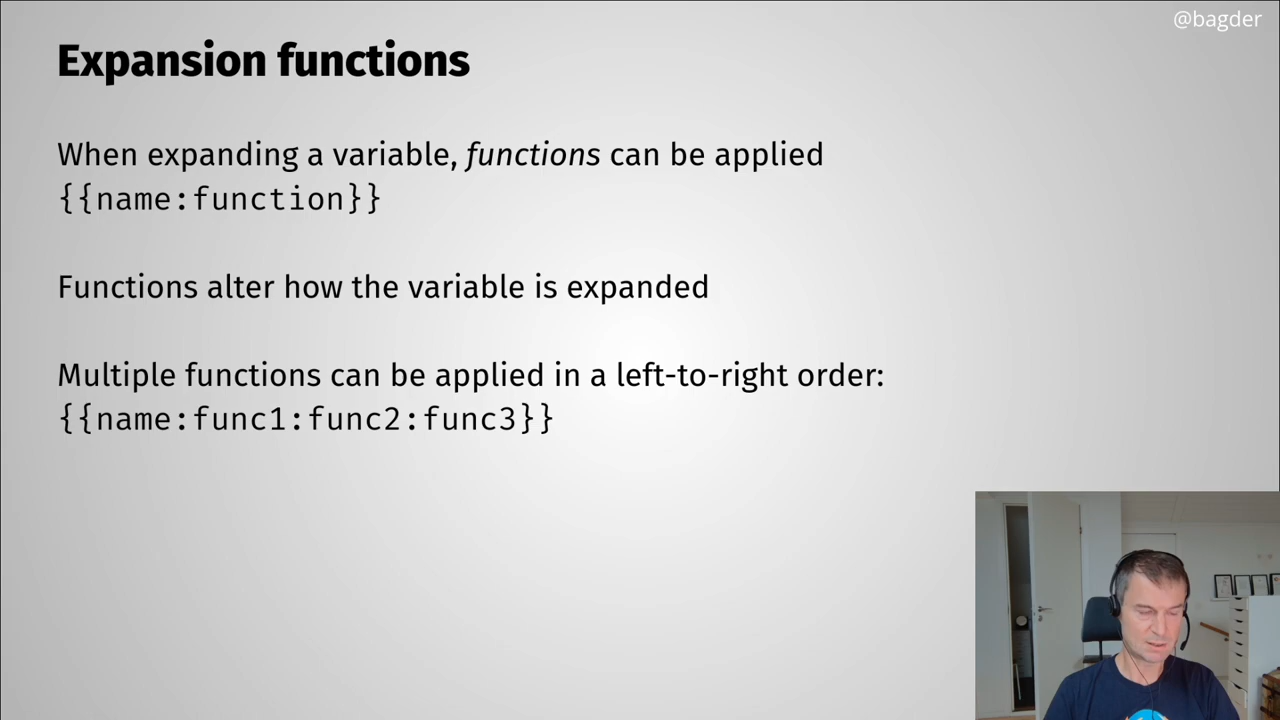 @bagder
Expansion functions
When expanding a variable, functions can be applied
{{name:function}}
Functions alter how the variable is expanded
Multiple functions can be applied in a left-to-right order:
{{name:func1:func2:func3}}